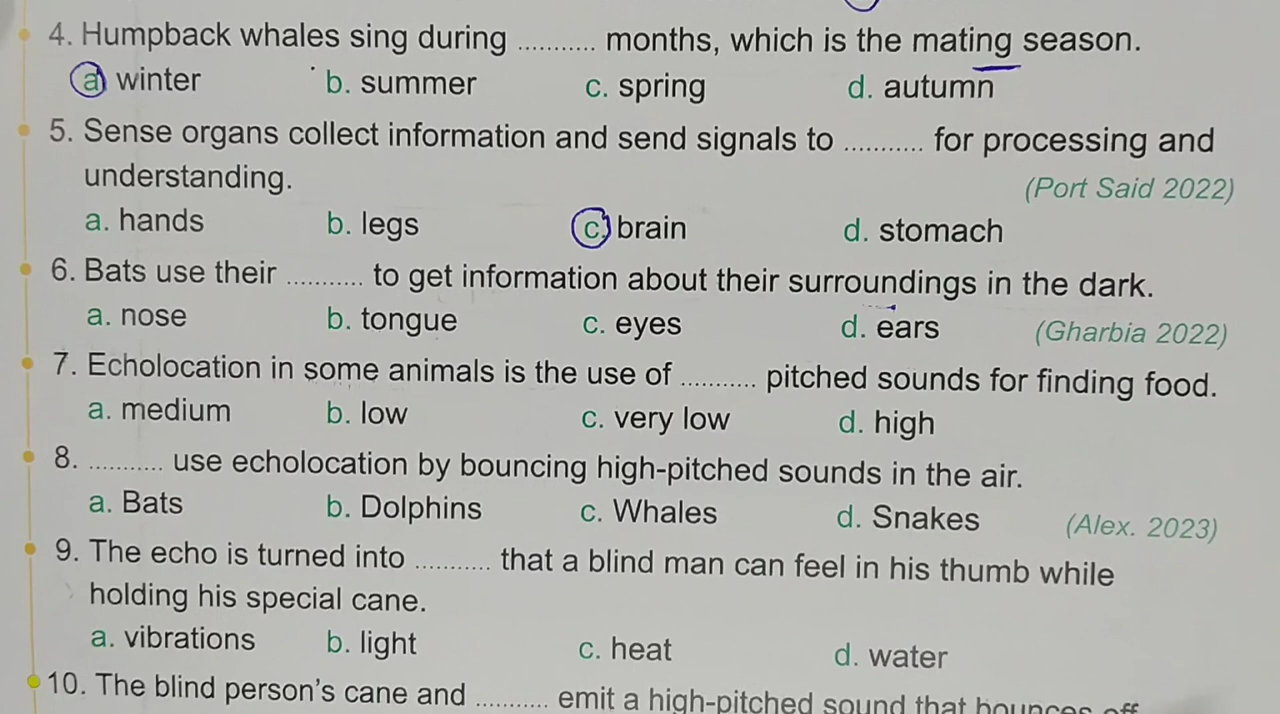 4. Humpback whales sing during ........... months, which is the mating season.
a. winter b. summer c. spring d. autumn
5. Sense organs collect information and send signals to ........... for processing and
understanding. (Port Said 2022)
a. hands b. legs c. brain d. stomach
6. Bats use their ........... to get information about their surroundings in the dark.
a. nose b. tongue c. eyes d. ears (Gharbia 2022)
7. Echolocation in some animals is the use of ........... pitched sounds for finding food.
a. medium b. low c. very low d. high
8. ........... use echolocation by bouncing high-pitched sounds in the air.
a. Bats b. Dolphins c. Whales d. Snakes (Alex. 2023)
9. The echo is turned into ........... that a blind man can feel in his thumb while
holding his special cane.
a. vibrations b. light c. heat d. water
10. The blind person's cane and ........... emit a high-pitched sound that bounces off